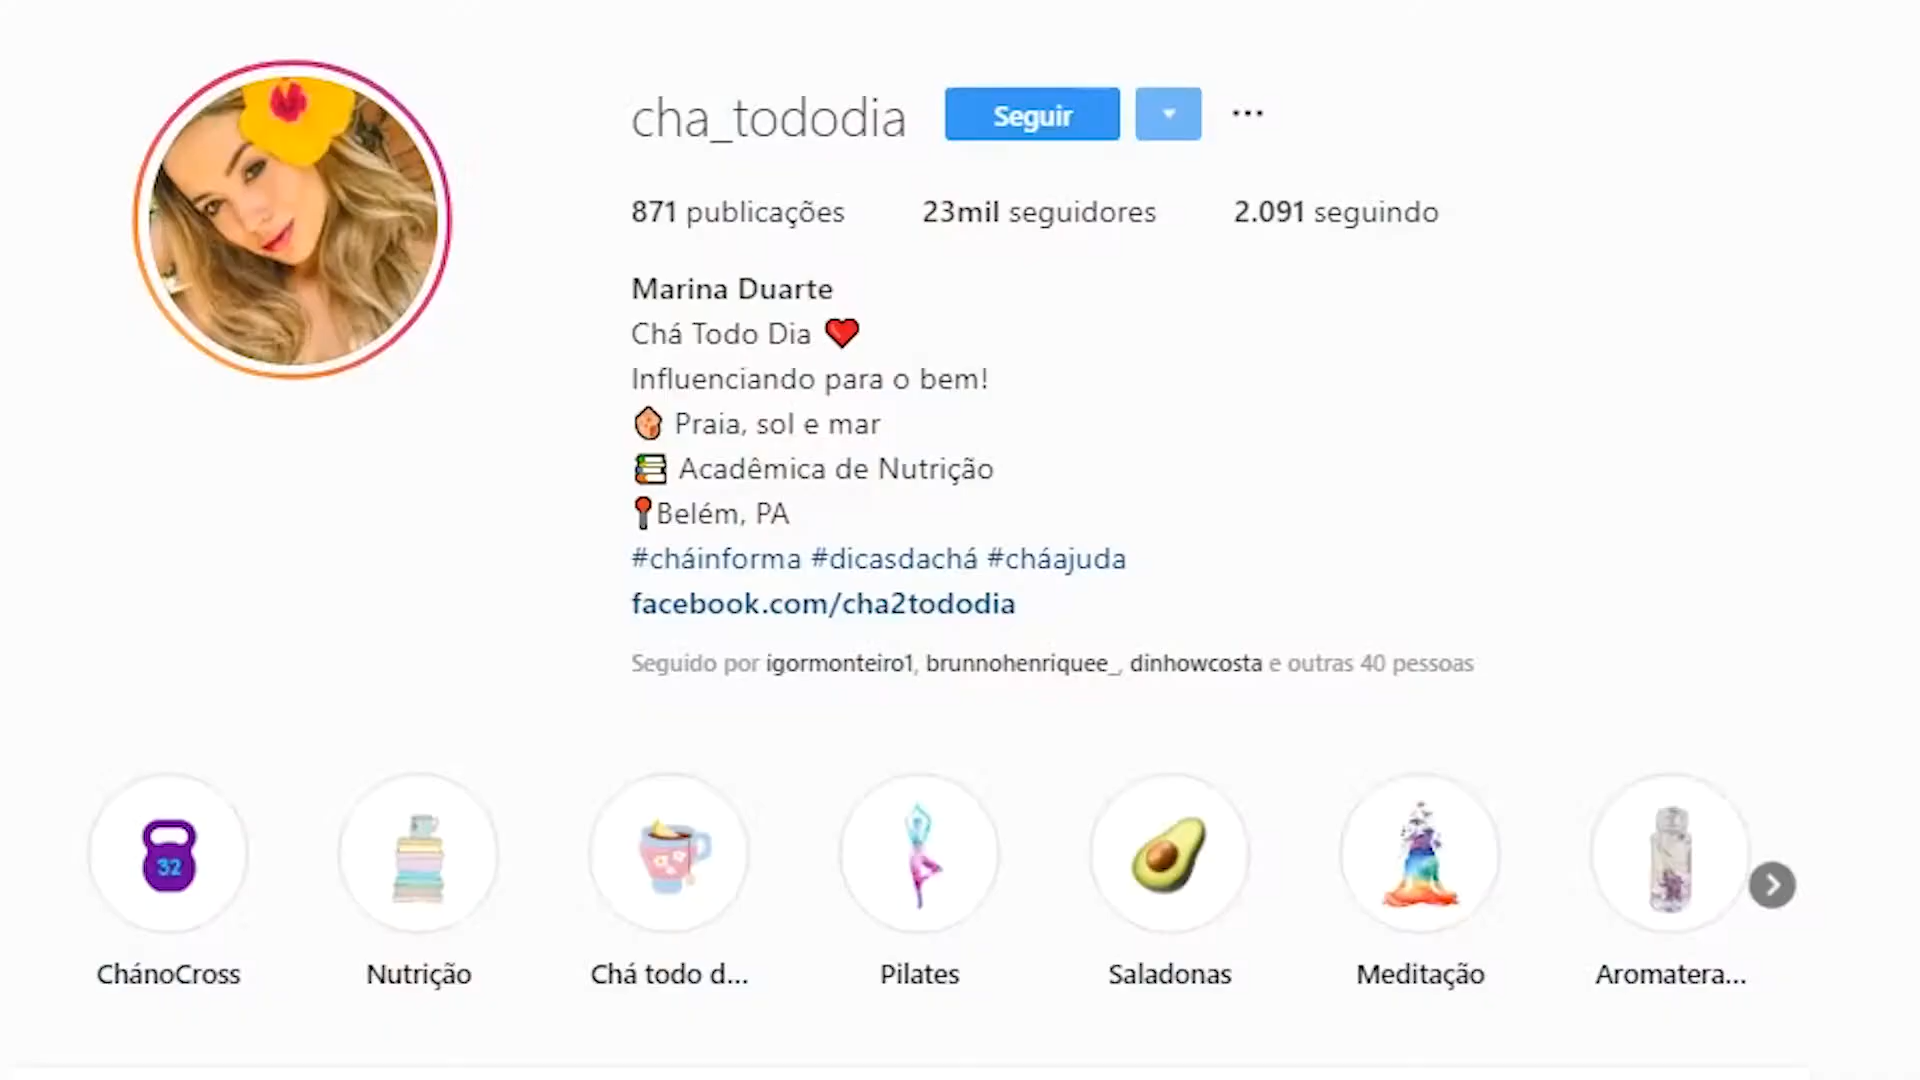 cha_tododia Seguir ...
871 publicações 23mil seguidores 2.091 seguindo
Marina Duarte
Chá Todo Dia
Influenciando para o bem!
Praia, sol e mar
Acadêmica de Nutrição
Belém, PA
#cháinforma #dicasdachá #cháajuda
facebook.com/cha2tododia
Seguido por igormonteiro1, brunnohenriquee_, dinhowcosta e outras 40 pessoas
32
ChánoCross Nutrição Chá todo d... Pilates Saladonas Meditação Aromatera...